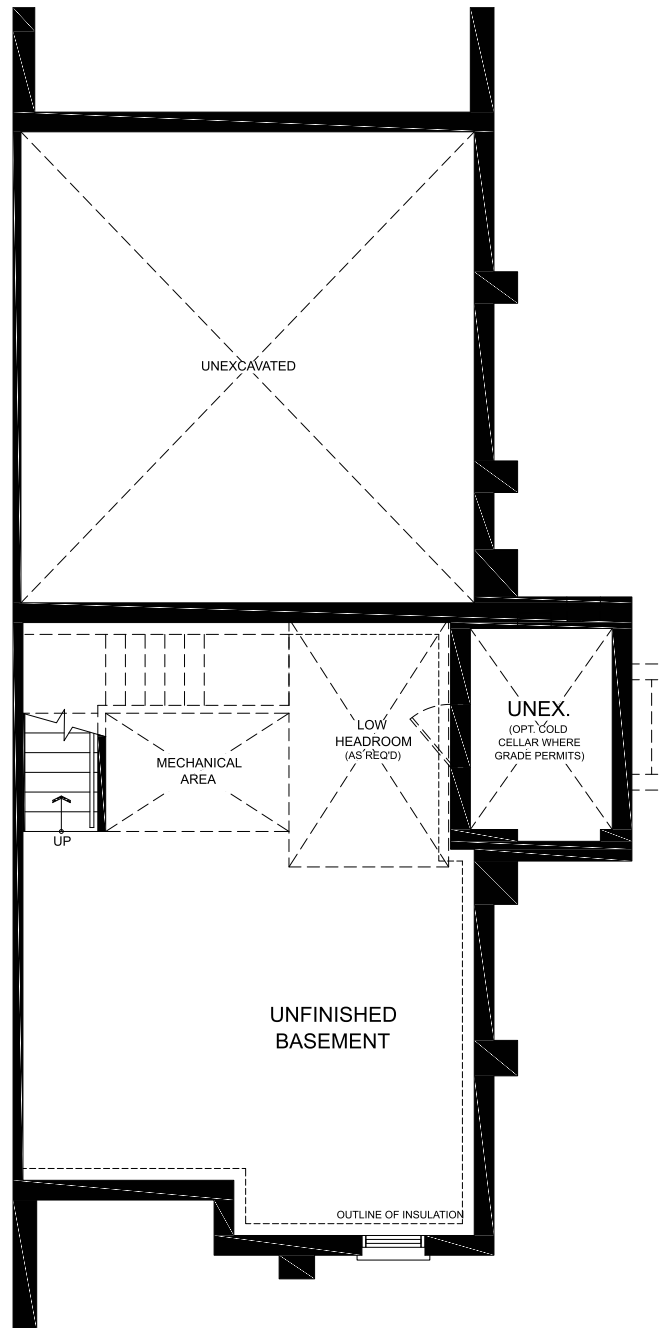 UNEXCAVATED
LOW
HEADROOM
(AS REQ'D)
UNEX.
(OPT. COLD
CELLAR WHERE
GRADE PERMITS)
MECHANICAL
AREA
UP
UNFINISHED
BASEMENT
OUTLINE OF INSULATION